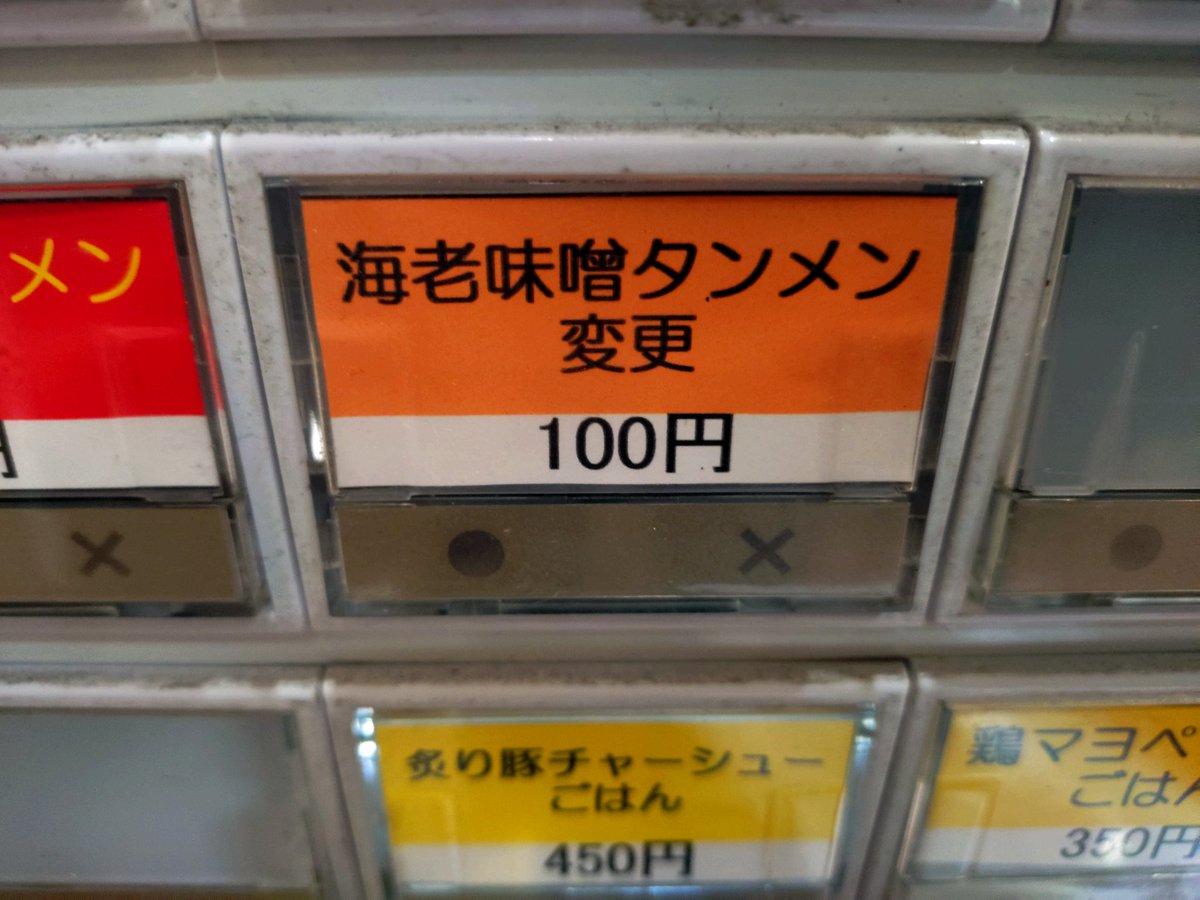 メン
海老味噌タンメン
変更
100円
円
● ×
×
炙り豚チャーシュー
ごはん
450円
鶏マヨペ
ごはん
350円